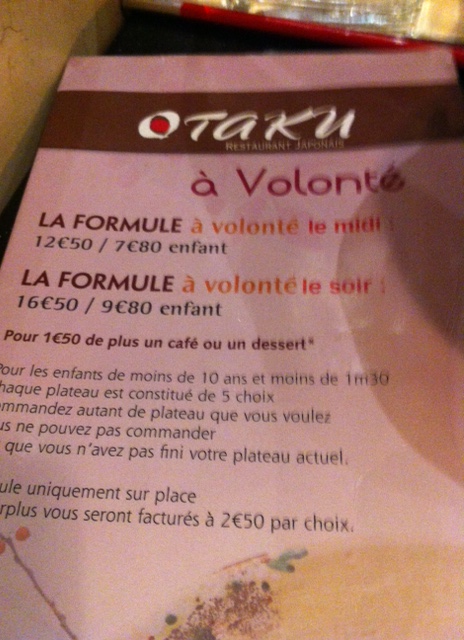 OTAKU
RESTAURANT JAPONAIS
à Volonté
LA FORMULE à volonté le midi :
12€50 / 7€80 enfant
LA FORMULE à volonté le soir :
16€50 / 9€80 enfant
Pour 1€50 de plus un café ou un dessert*
Pour les enfants de moins de 10 ans et moins de 1m30
haque plateau est constitué de 5 choix
ommandez autant de plateau que vous voulez
us ne pouvez pas commander
que vous n'avez pas fini votre plateau actuel.
ule uniquement sur place
rplus vous seront facturés à 2€50 par choix.